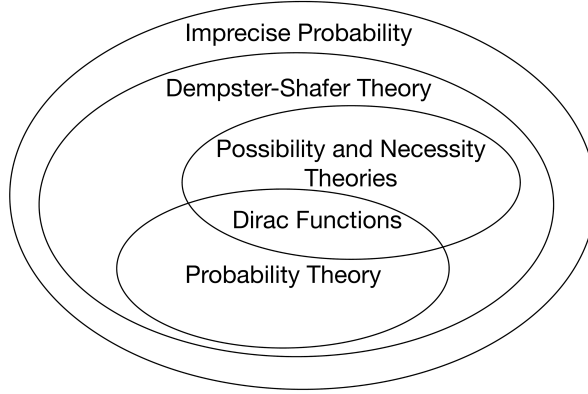 Imprecise Probability
Dempster-Shafer Theory
Possibility and Necessity
Theories
Dirac Functions
Probability Theory